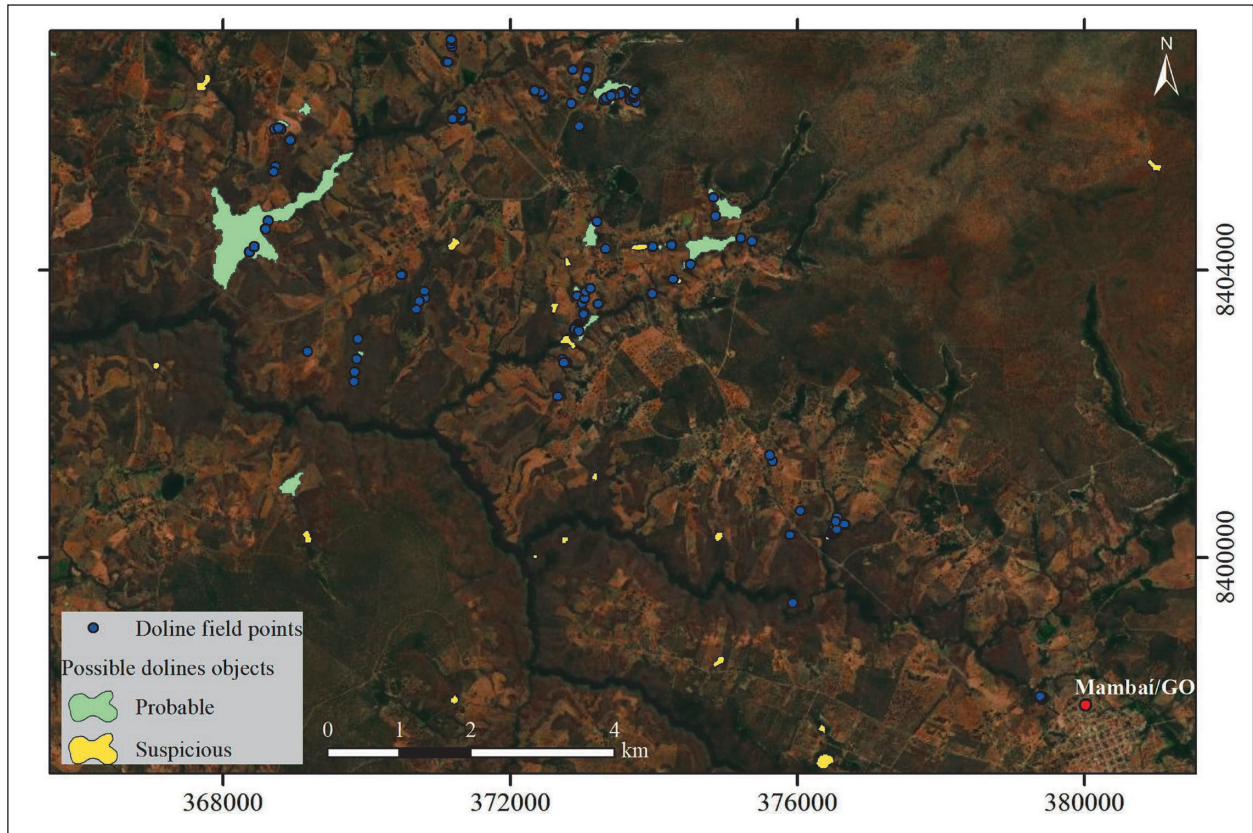 N
8404000
8400000
Mambaí/GO
Doline field points
Possible dolines objects
Probable
Suspicious
0 1 2 4
km
368000 372000 376000 380000